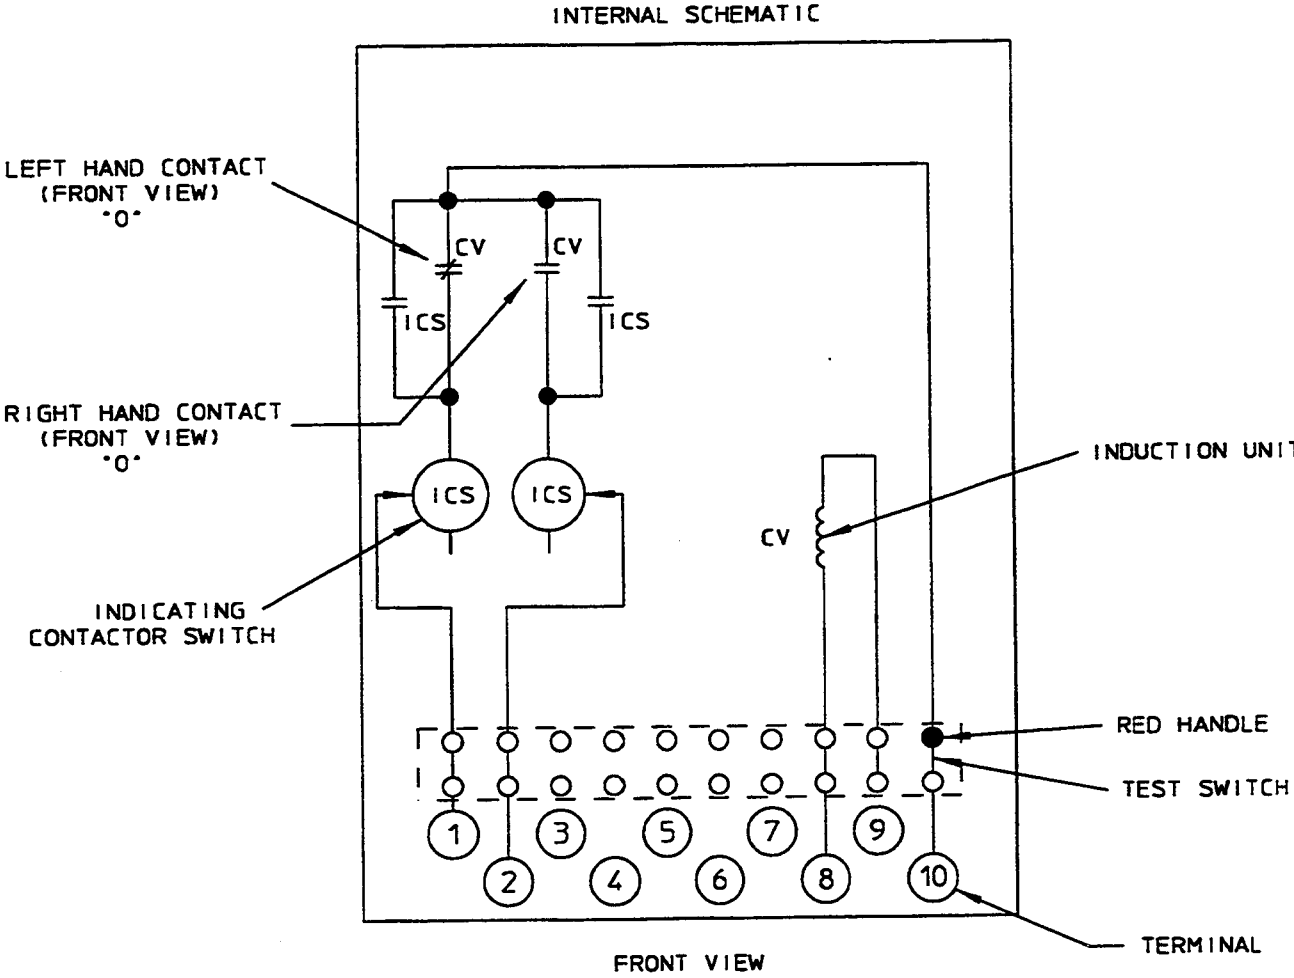 INTERNAL SCHEMATIC
LEFT HAND CONTACT
(FRONT VIEW)
"O"
CV
CV
ICS
ICS
RIGHT HAND CONTACT
(FRONT VIEW)
"O"
INDUCTION UNIT
ICS
ICS
CV
INDICATING
CONTACTOR SWITCH
RED HANDLE
TEST SWITCH
1
3
5
7
9
2
4
6
8
10
TERMINAL
FRONT VIEW